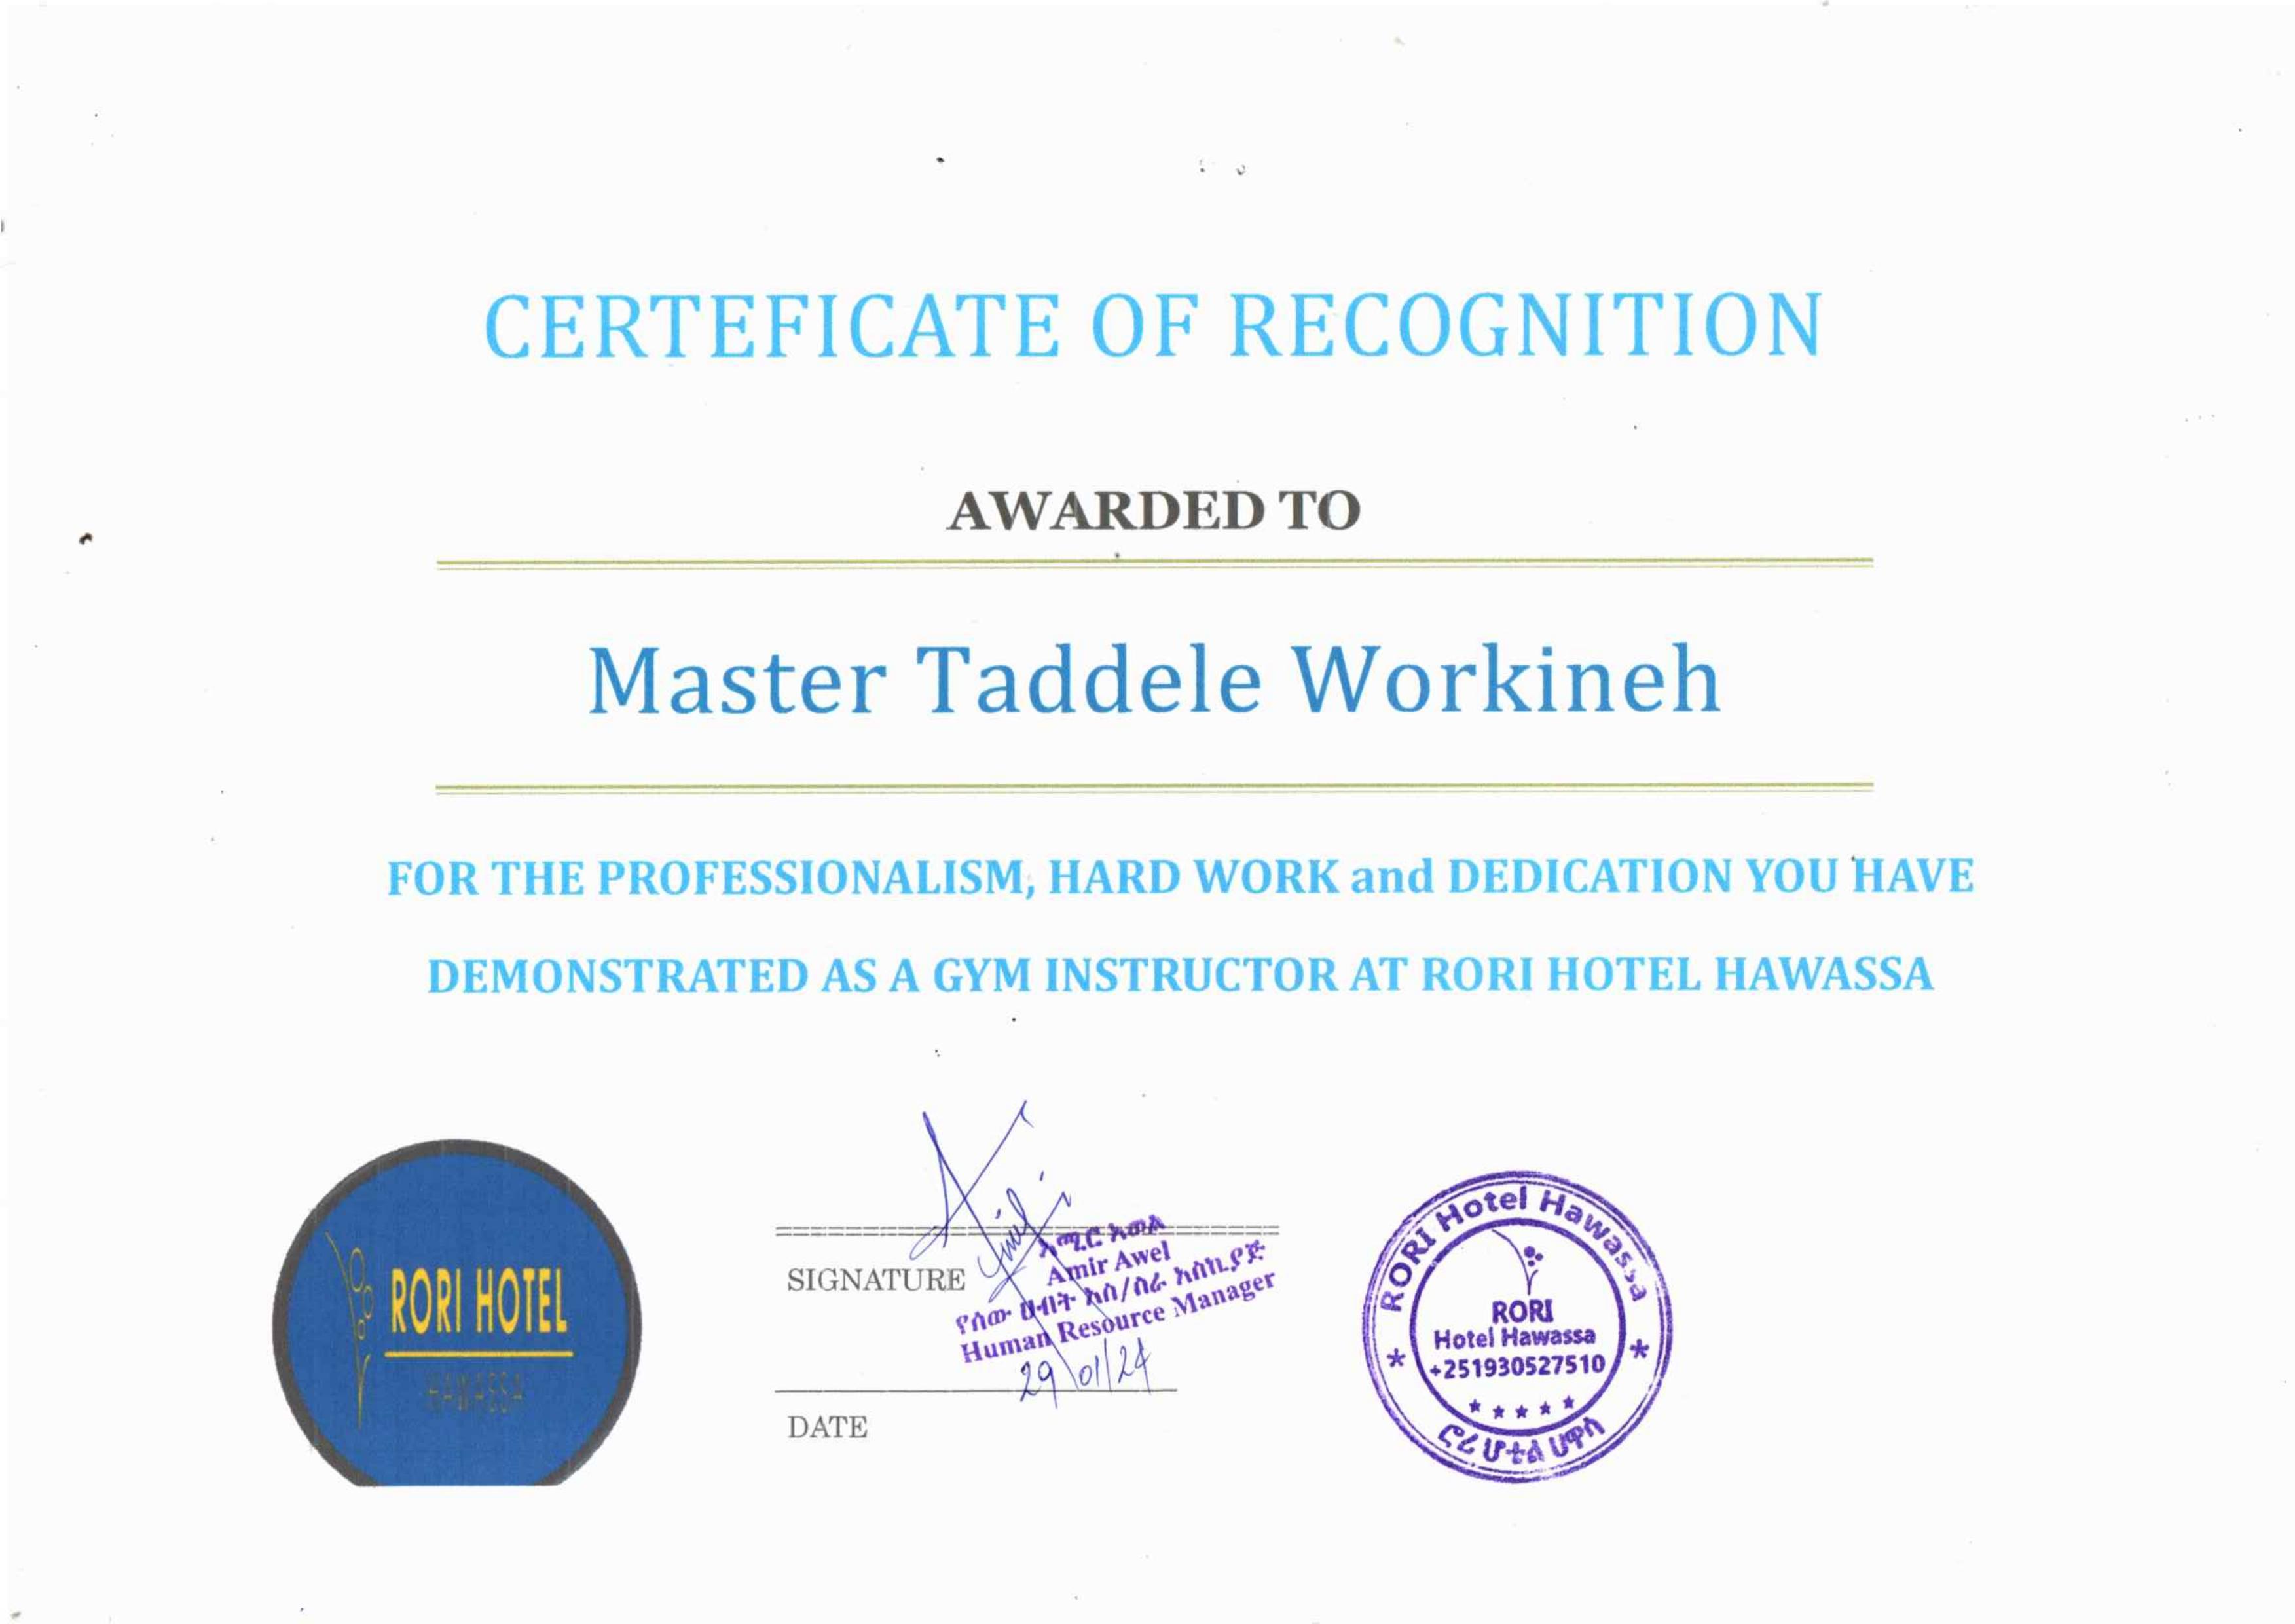 CERTEFICATE OF RECOGNITION
AWARDED TO
Master Taddele Workineh
FOR THE PROFESSIONALISM, HARD WORK and DEDICATION YOU HAVE
DEMONSTRATED AS A GYM INSTRUCTOR AT RORI HOTEL HAWASSA
RORI HOTEL
HAWASSA
SIGNATURE
አሚር አወል
Amir Awel
የሰው ሀብት አስ/ስራ አስኪያጅ
Human Resource Manager
29/01/24
DATE
RORI Hotel Hawassa
RORI
Hotel Hawassa
+251930527510
ሮሪ ሆቴል ሀዋሳ